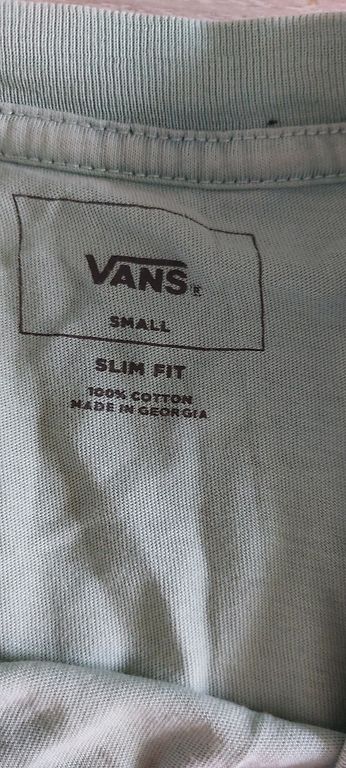 VANS
SMALL
SLIM FIT
100% COTTON
MADE IN GEORGIA